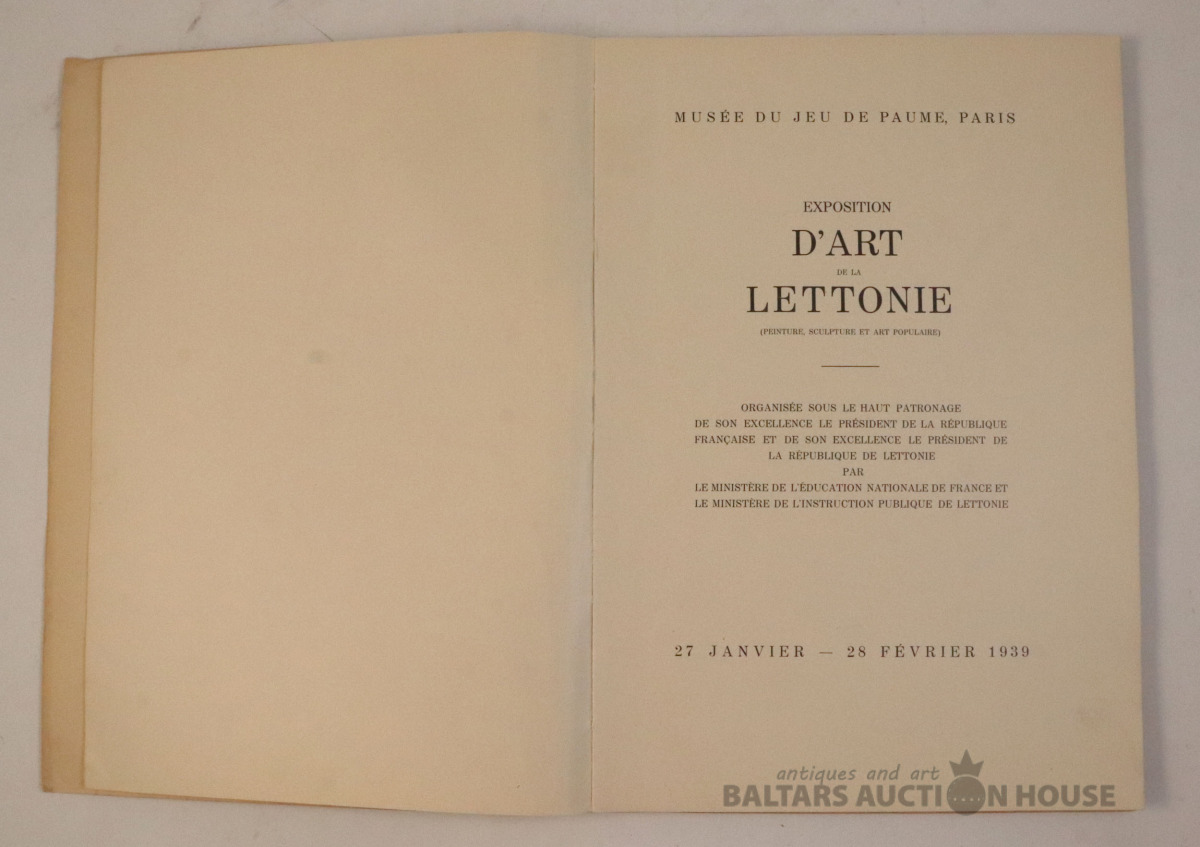 MUSÉE DU JEU DE PAUME, PARIS
EXPOSITION
D'ART
DE LA
LETTONIE
(PEINTURE, SCULPTURE ET ART POPULAIRE)
ORGANISÉE SOUS LE HAUT PATRONAGE
DE SON EXCELLENCE LE PRÉSIDENT DE LA RÉPUBLIQUE
FRANÇAISE ET DE SON EXCELLENCE LE PRÉSIDENT DE
LA RÉPUBLIQUE DE LETTONIE
PAR
LE MINISTÈRE DE L'ÉDUCATION NATIONALE DE FRANCE ET
LE MINISTÈRE DE L'INSTRUCTION PUBLIQUE DE LETTONIE
27 JANVIER — 28 FÉVRIER 1939
antiques and art
BALTARS AUCTION HOUSE